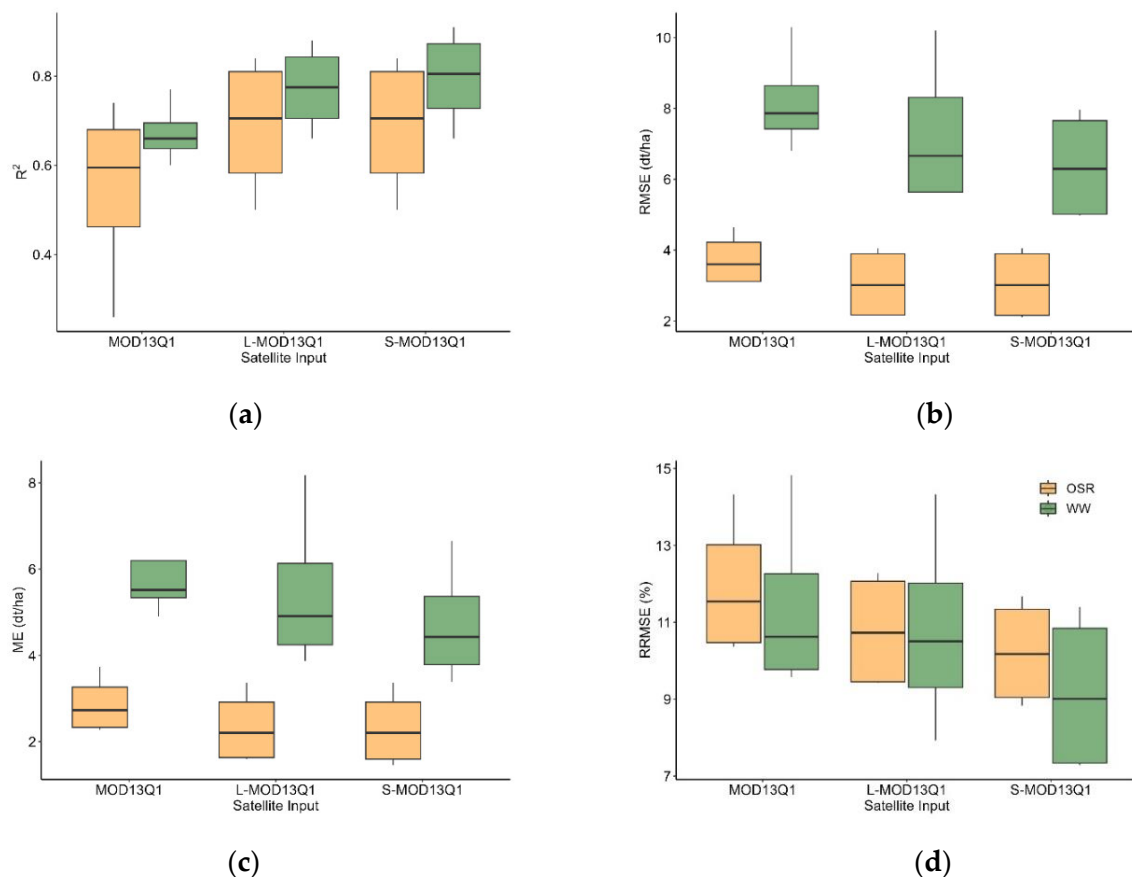 R²
0.8
0.6
0.4
MOD13Q1 L-MOD13Q1 S-MOD13Q1
Satellite Input
(a)
RMSE (dt/ha)
10
8
6
4
2
MOD13Q1 L-MOD13Q1 S-MOD13Q1
Satellite Input
(b)
ME (dt/ha)
8
6
4
2
MOD13Q1 L-MOD13Q1 S-MOD13Q1
Satellite Input
(c)
RRMSE (%)
15
13
11
9
7
OSR
WW
MOD13Q1 L-MOD13Q1 S-MOD13Q1
Satellite Input
(d)